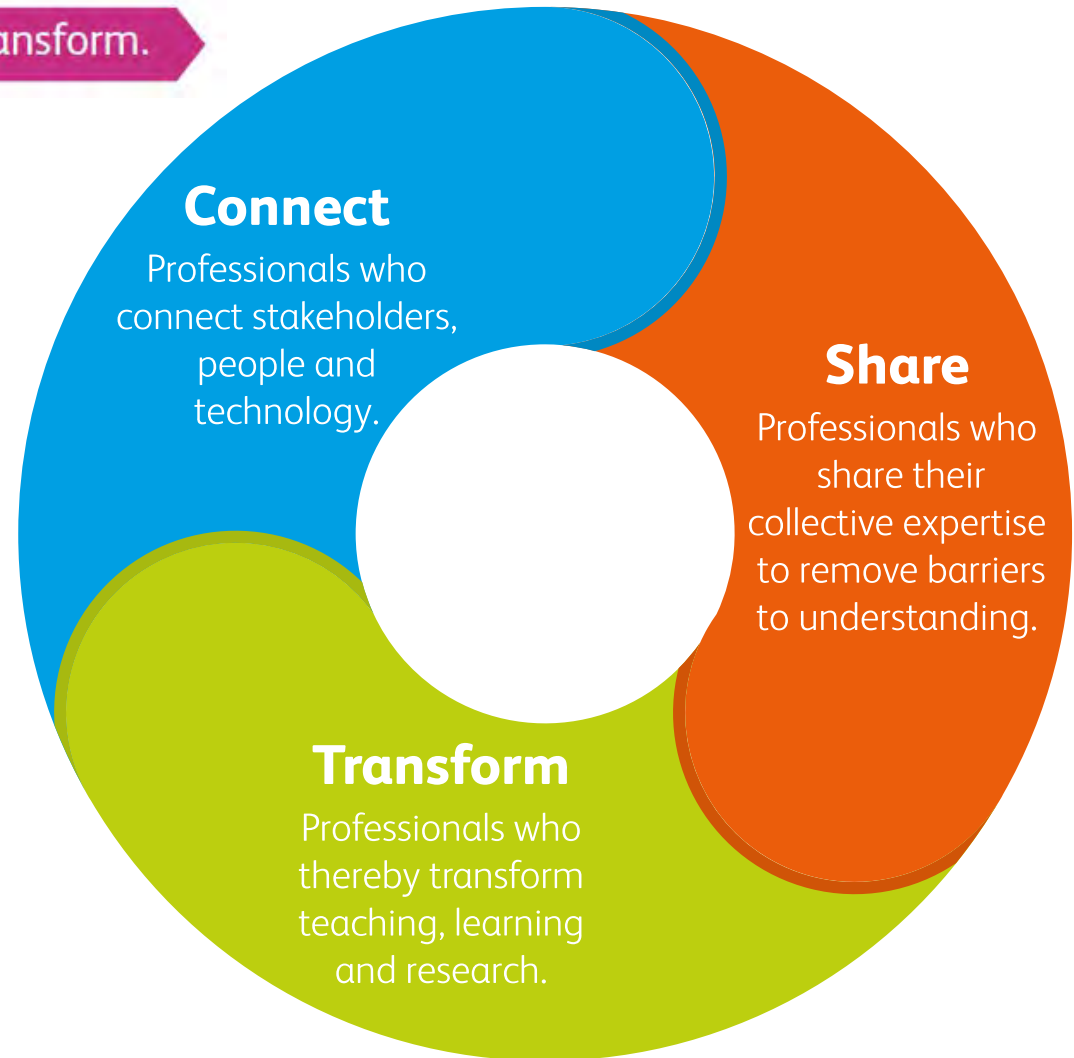 Connect
Professionals who
connect stakeholders,
people and
technology.
Share
Professionals who
share their
collective expertise
to remove barriers
to understanding.
Transform
Professionals who
thereby transform
teaching, learning
and research.